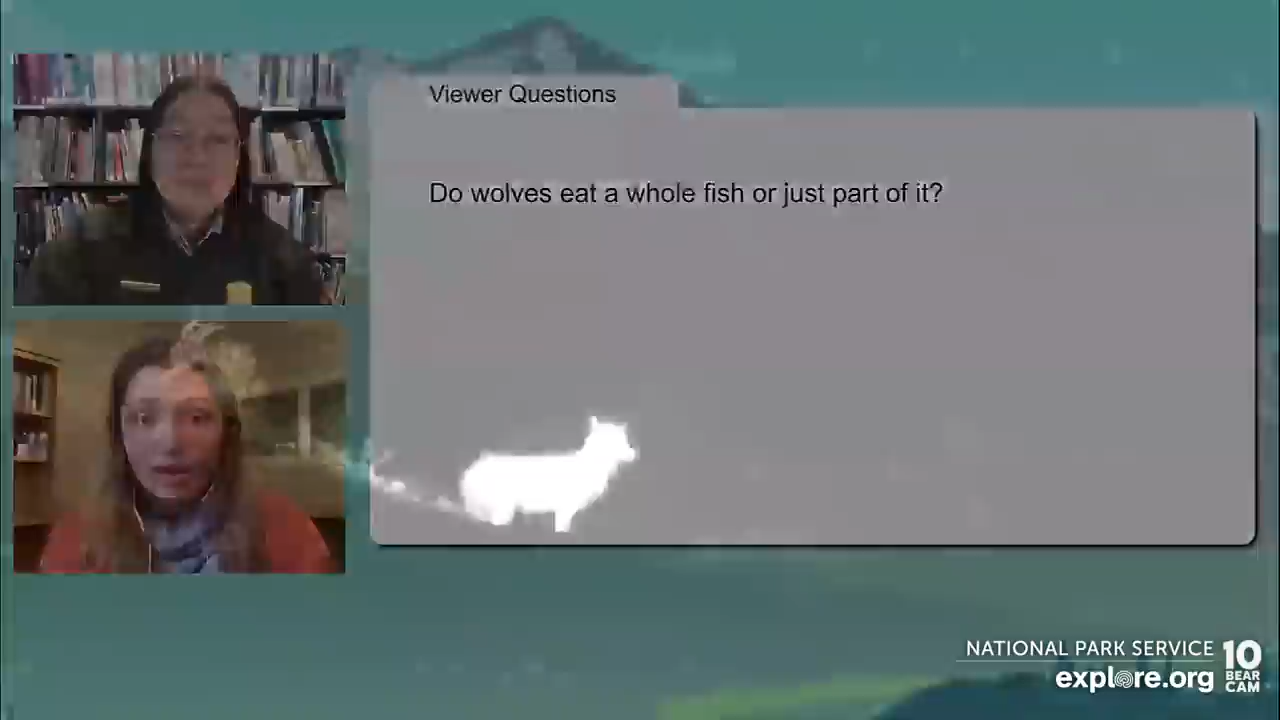 Viewer Questions
Do wolves eat a whole fish or just part of it?
NATIONAL PARK SERVICE
explore.org
10
BEAR
CAM